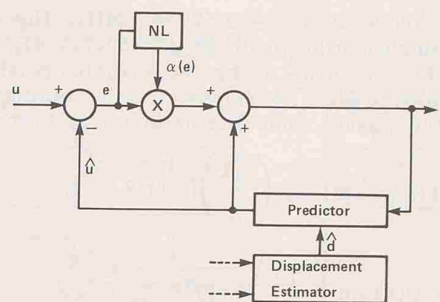 NL
α(e)
u
+
e
X
+
−
+
û
Predictor
d̂
Displacement
Estimator